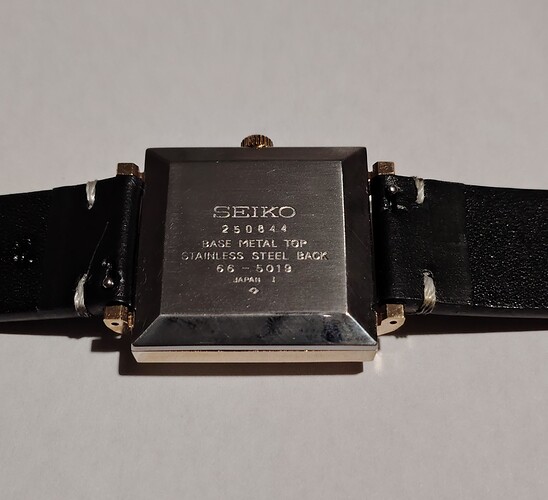 SEIKO
250844
BASE METAL TOP
STAINLESS STEEL BACK
66-5019
JAPAN J